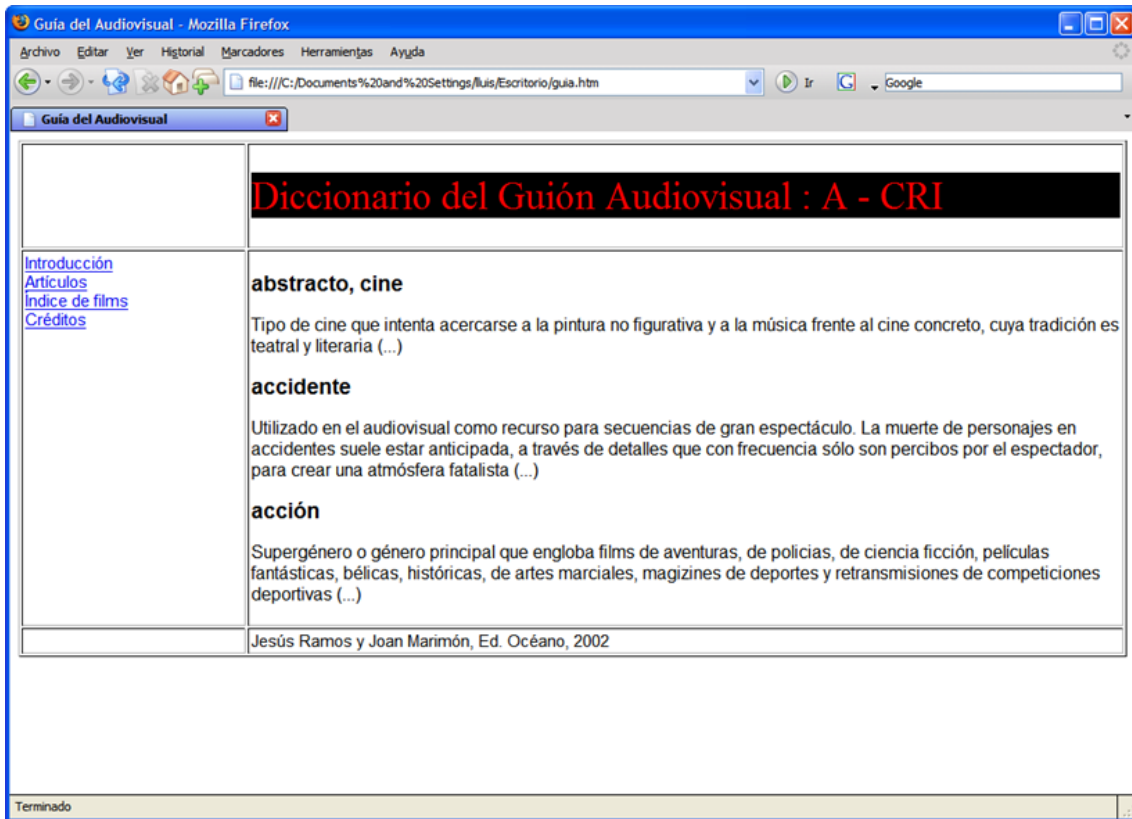 Guía del Audiovisual - Mozilla Firefox
Archivo Editar Ver Historial Marcadores Herramientas Ayuda
file:///C:/Documents%20and%20Settings/lluis/Escritorio/guia.htm Ir G Google
Guía del Audiovisual
Diccionario del Guión Audiovisual : A - CRI
Introducción
Artículos
Índice de films
Créditos
abstracto, cine
Tipo de cine que intenta acercarse a la pintura no figurativa y a la música frente al cine concreto, cuya tradición es
teatral y literaria (...)
accidente
Utilizado en el audiovisual como recurso para secuencias de gran espectáculo. La muerte de personajes en
accidentes suele estar anticipada, a través de detalles que con frecuencia sólo son percibos por el espectador,
para crear una atmósfera fatalista (...)
acción
Supergénero o género principal que engloba films de aventuras, de policias, de ciencia ficción, películas
fantásticas, bélicas, históricas, de artes marciales, magizines de deportes y retransmisiones de competiciones
deportivas (...)
Jesús Ramos y Joan Marimón, Ed. Océano, 2002
Terminado